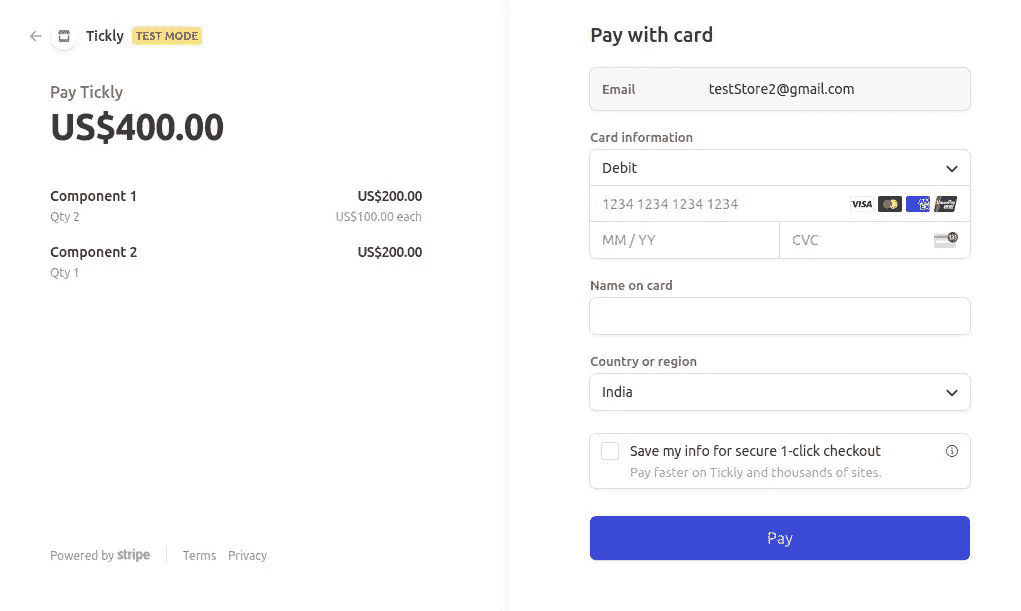 Tickly TEST MODE
Pay Tickly
US$400.00
Component 1 US$200.00
Qty 2 US$100.00 each
Component 2 US$200.00
Qty 1
Powered by stripe Terms Privacy
Pay with card
Email testStore2@gmail.com
Card information
Debit
1234 1234 1234 1234 VISA
MM / YY CVC
Name on card
Country or region
India
Save my info for secure 1-click checkout
Pay faster on Tickly and thousands of sites.
Pay